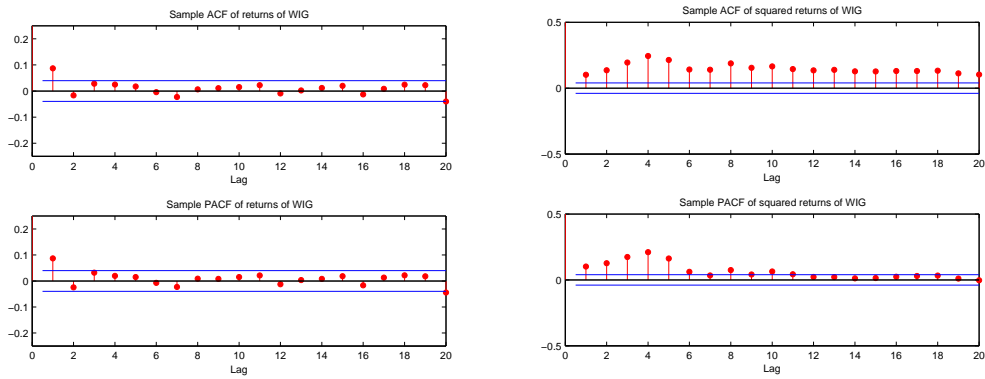 Sample ACF of returns of WIG
0.2
0.1
0
−0.1
−0.2
0 2 4 6 8 10 12 14 16 18 20
Lag
Sample PACF of returns of WIG
0.2
0.1
0
−0.1
−0.2
0 2 4 6 8 10 12 14 16 18 20
Lag
Sample ACF of squared returns of WIG
0.5
0
−0.5
0 2 4 6 8 10 12 14 16 18 20
Lag
Sample PACF of squared returns of WIG
0.5
0
−0.5
0 2 4 6 8 10 12 14 16 18 20
Lag